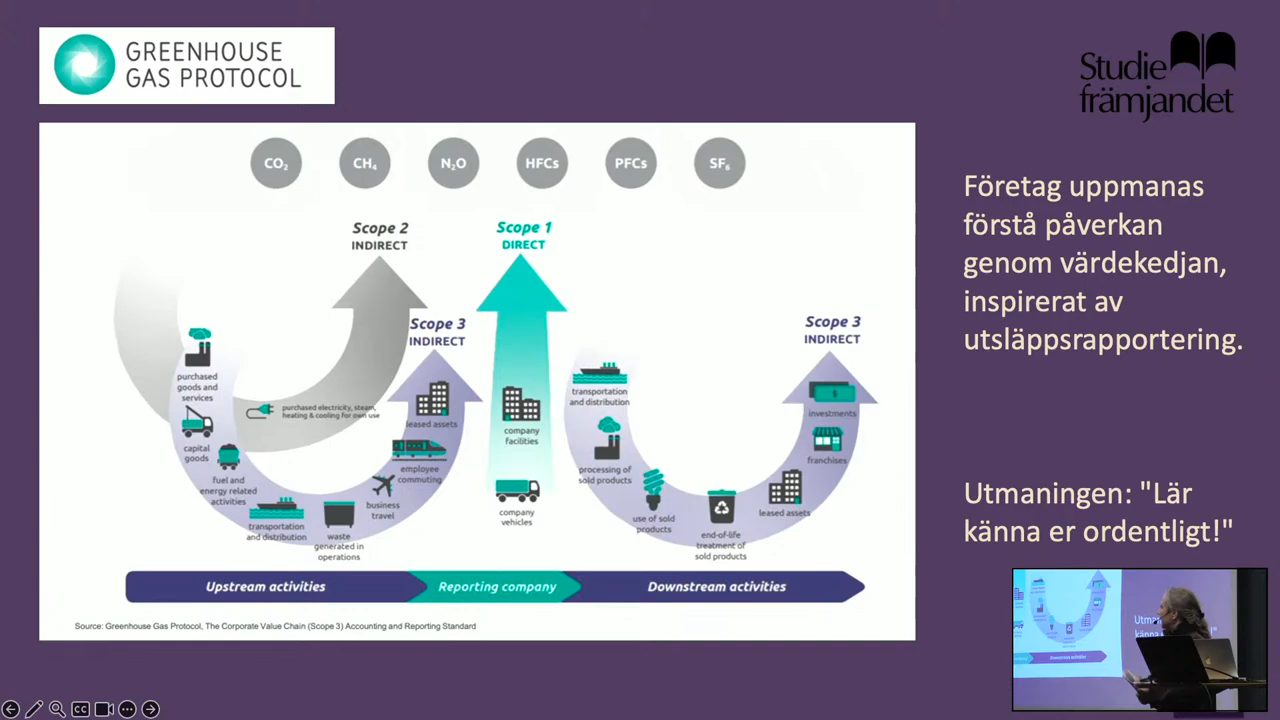 GREENHOUSE
GAS PROTOCOL
Studie
främjandet
CO₂
CH₄
N₂O
HFCs
PFCs
SF₆
Scope 2
INDIRECT
Scope 1
DIRECT
Scope 3
INDIRECT
Scope 3
INDIRECT
purchased
goods and
services
capital
goods
fuel and
energy related
activities
transportation
and distribution
waste
generated in
operations
business
travel
employee
commuting
leased assets
purchased electricity, steam,
heating & cooling for own use
company
facilities
company
vehicles
transportation
and distribution
processing of
sold products
use of sold
products
end-of-life
treatment of
sold products
leased assets
franchises
investments
Upstream activities
Reporting company
Downstream activities
Source: Greenhouse Gas Protocol, The Corporate Value Chain (Scope 3) Accounting and Reporting Standard
Företag uppmanas
förstå påverkan
genom värdekedjan,
inspirerat av
utsläppsrapportering.
Utmaningen: "Lär
känna er ordentligt!"
CC